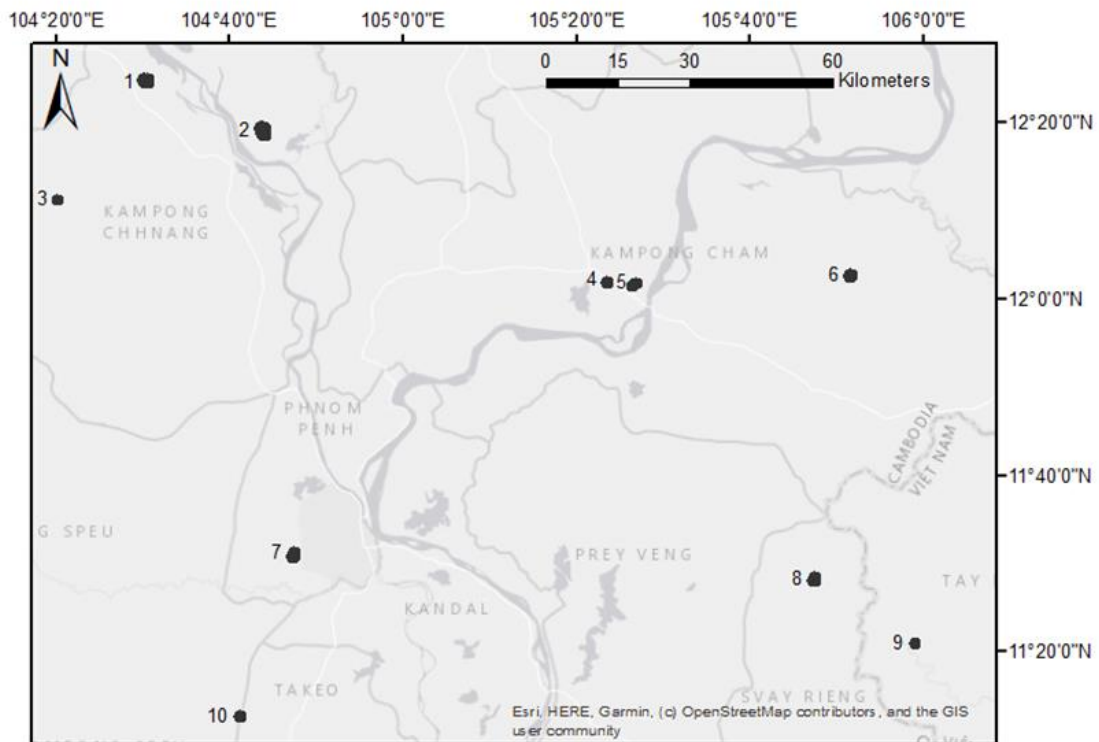 104°20'0"E 104°40'0"E 105°0'0"E 105°20'0"E 105°40'0"E 106°0'0"E
N
0 15 30 60
Kilometers
1
2
12°20'0"N
3
KAMPONG
CHHNANG
KAMPONG CHAM
4 5 6
12°0'0"N
PHNOM
PENH
CAMBODIA
VIET NAM
11°40'0"N
G SPEU
7
PREY VENG
8
TAY
KANDAL
9
11°20'0"N
TAKEO
SVAY RIENG
10
Esri, HERE, Garmin, (c) OpenStreetMap contributors, and the GIS
user community